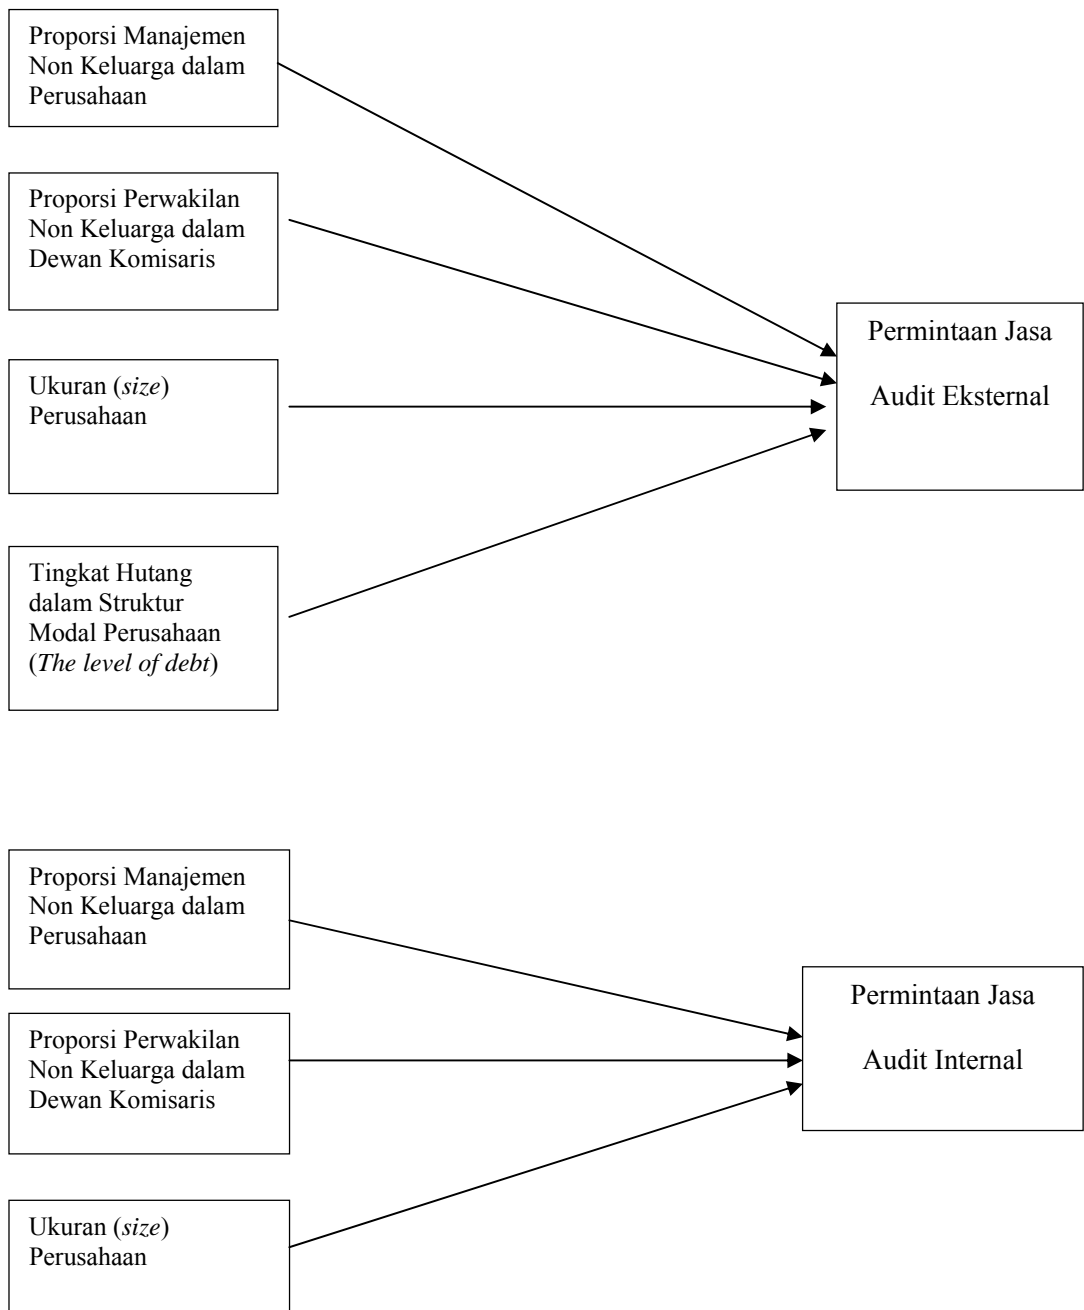 Proporsi Manajemen
Non Keluarga dalam
Perusahaan
Proporsi Perwakilan
Non Keluarga dalam
Dewan Komisaris
Ukuran (size)
Perusahaan
Tingkat Hutang
dalam Struktur
Modal Perusahaan
(The level of debt)
Permintaan Jasa
Audit Eksternal
Proporsi Manajemen
Non Keluarga dalam
Perusahaan
Proporsi Perwakilan
Non Keluarga dalam
Dewan Komisaris
Ukuran (size)
Perusahaan
Permintaan Jasa
Audit Internal